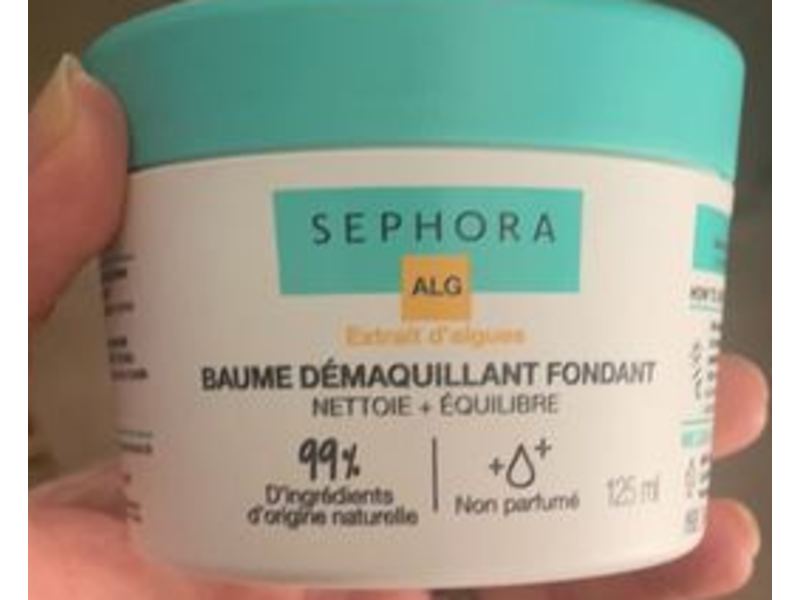 SEPHORA
ALG
Extrait d'algues
BAUME DÉMAQUILLANT FONDANT
NETTOIE + ÉQUILIBRE
99%
D'ingrédients
d'origine naturelle
Non parfumé
125 ml